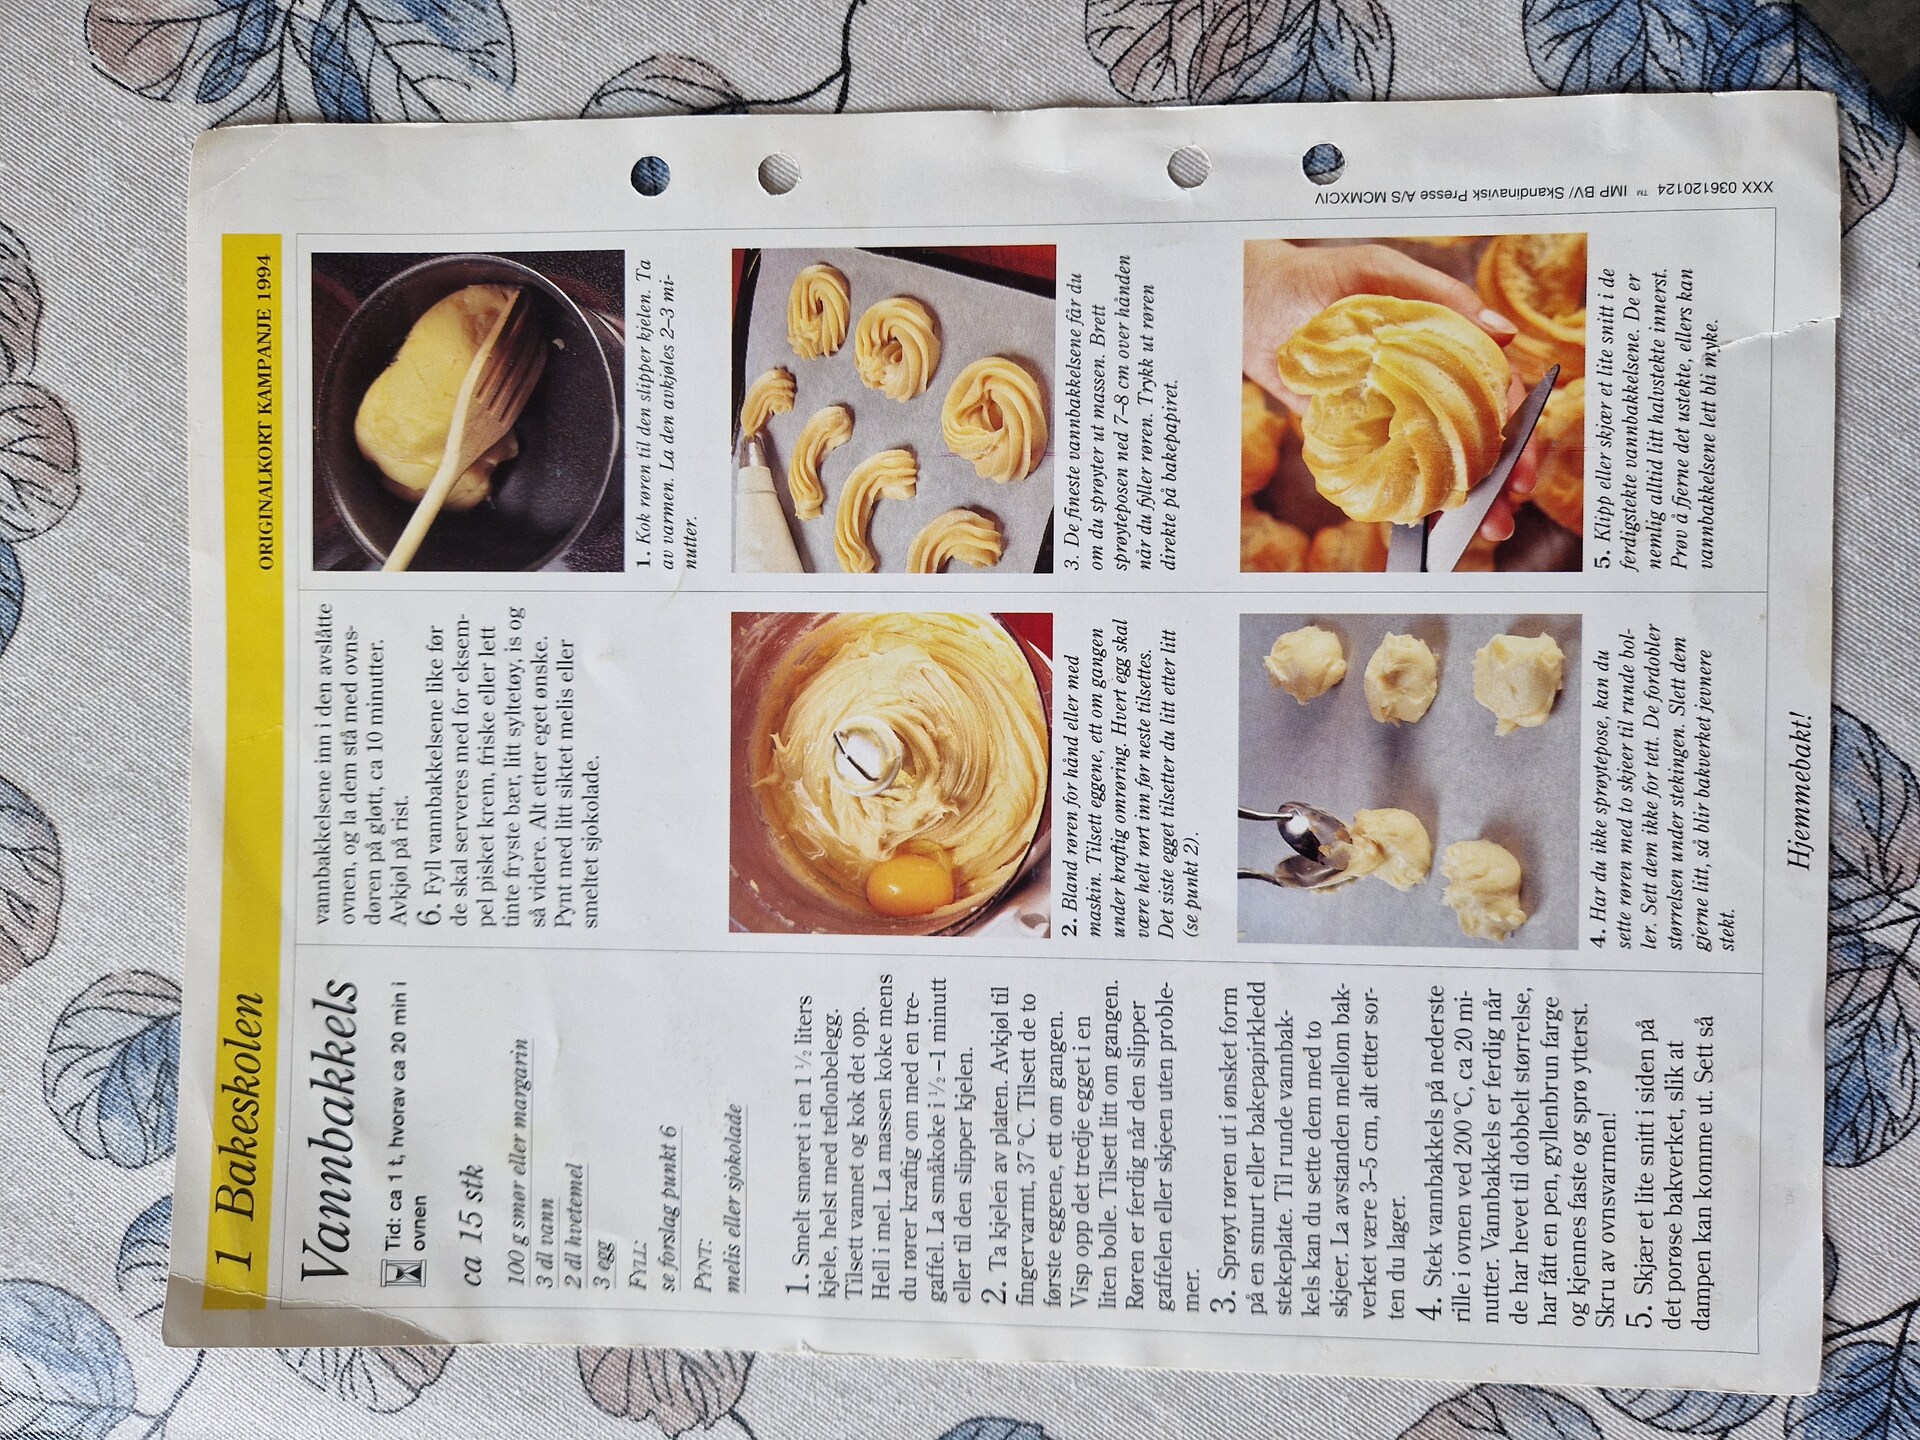 1 Bakeskolen
ORIGINALKORT KAMPANJE 1994
Vannbakkels
Tid: ca 1 t, hvorav ca 20 min i
ovnen
ca 15 stk
100 g smør eller margarin
3 dl vann
2 dl hvetemel
3 egg
FYLL:
se forslag punkt 6
PYNT:
melis eller sjokolade
1. Smelt smøret i en 1 ½ liters
kjele, helst med teflonbelegg.
Tilsett vannet og kok det opp.
Hell i mel. La massen koke mens
du rører kraftig om med en tre-
gaffel. La småkoke i ½ –1 minutt
eller til den slipper kjelen.
2. Ta kjelen av platen. Avkjøl til
fingervarmt, 37 °C. Tilsett de to
første eggene, ett om gangen.
Visp opp det tredje egget i en
liten bolle. Tilsett litt om gangen.
Røren er ferdig når den slipper
gaffelen eller skjeen uten proble-
mer.
3. Sprøyt røren ut i ønsket form
på en smurt eller bakepapirkledd
stekeplate. Til runde vannbak-
kels kan du sette dem med to
skjeer. La avstanden mellom bak-
verket være 3–5 cm, alt etter sor-
ten du lager.
4. Stek vannbakkels på nederste
rille i ovnen ved 200 °C, ca 20 mi-
nutter. Vannbakkels er ferdig når
de har hevet til dobbelt størrelse,
har fått en pen, gyllenbrun farge
og kjennes faste og sprø ytterst.
Skru av ovnsvarmen!
5. Skjær et lite snitt i siden på
det porøse bakverket, slik at
dampen kan komme ut. Sett så
vannbakkelsene inn i den avslåtte
ovnen, og la dem stå med ovns-
døren på gløtt, ca 10 minutter.
Avkjøl på rist.
6. Fyll vannbakkelsene like før
de skal serveres med for eksem-
pel pisket krem, friske eller lett
tinte fryste bær, litt syltetøy, is og
så videre. Alt etter eget ønske.
Pynt med litt siktet melis eller
smeltet sjokolade.
1. Kok røren til den slipper kjelen. Ta
av varmen. La den avkjøles 2–3 mi-
nutter.
2. Bland røren for hånd eller med
maskin. Tilsett eggene, ett om gangen
under kraftig omrøring. Hvert egg skal
være helt rørt inn før neste tilsettes.
Det siste egget tilsetter du litt etter litt
(se punkt 2).
3. De fineste vannbakkelsene får du
om du sprøyter ut massen. Brett
sprøyteposen ned 7–8 cm over hånden
når du fyller røren. Trykk ut røren
direkte på bakepapiret.
4. Har du ikke sprøytepose, kan du
sette røren med to skjeer til runde bol-
ler. Sett dem ikke for tett. De fordobler
størrelsen under stekingen. Slett dem
gjerne litt, så blir bakverket jevnere
stekt.
5. Klipp eller skjær et lite snitt i de
ferdigstekte vannbakkelsene. De er
nemlig alltid litt halvstekte innerst.
Prøv å fjerne det ustekte, ellers kan
vannbakkelsene lett bli myke.
XXX 036120124 ™ IMP BV/ Skandinavisk Presse A/S MCMXCIV
Hjemmebakt!